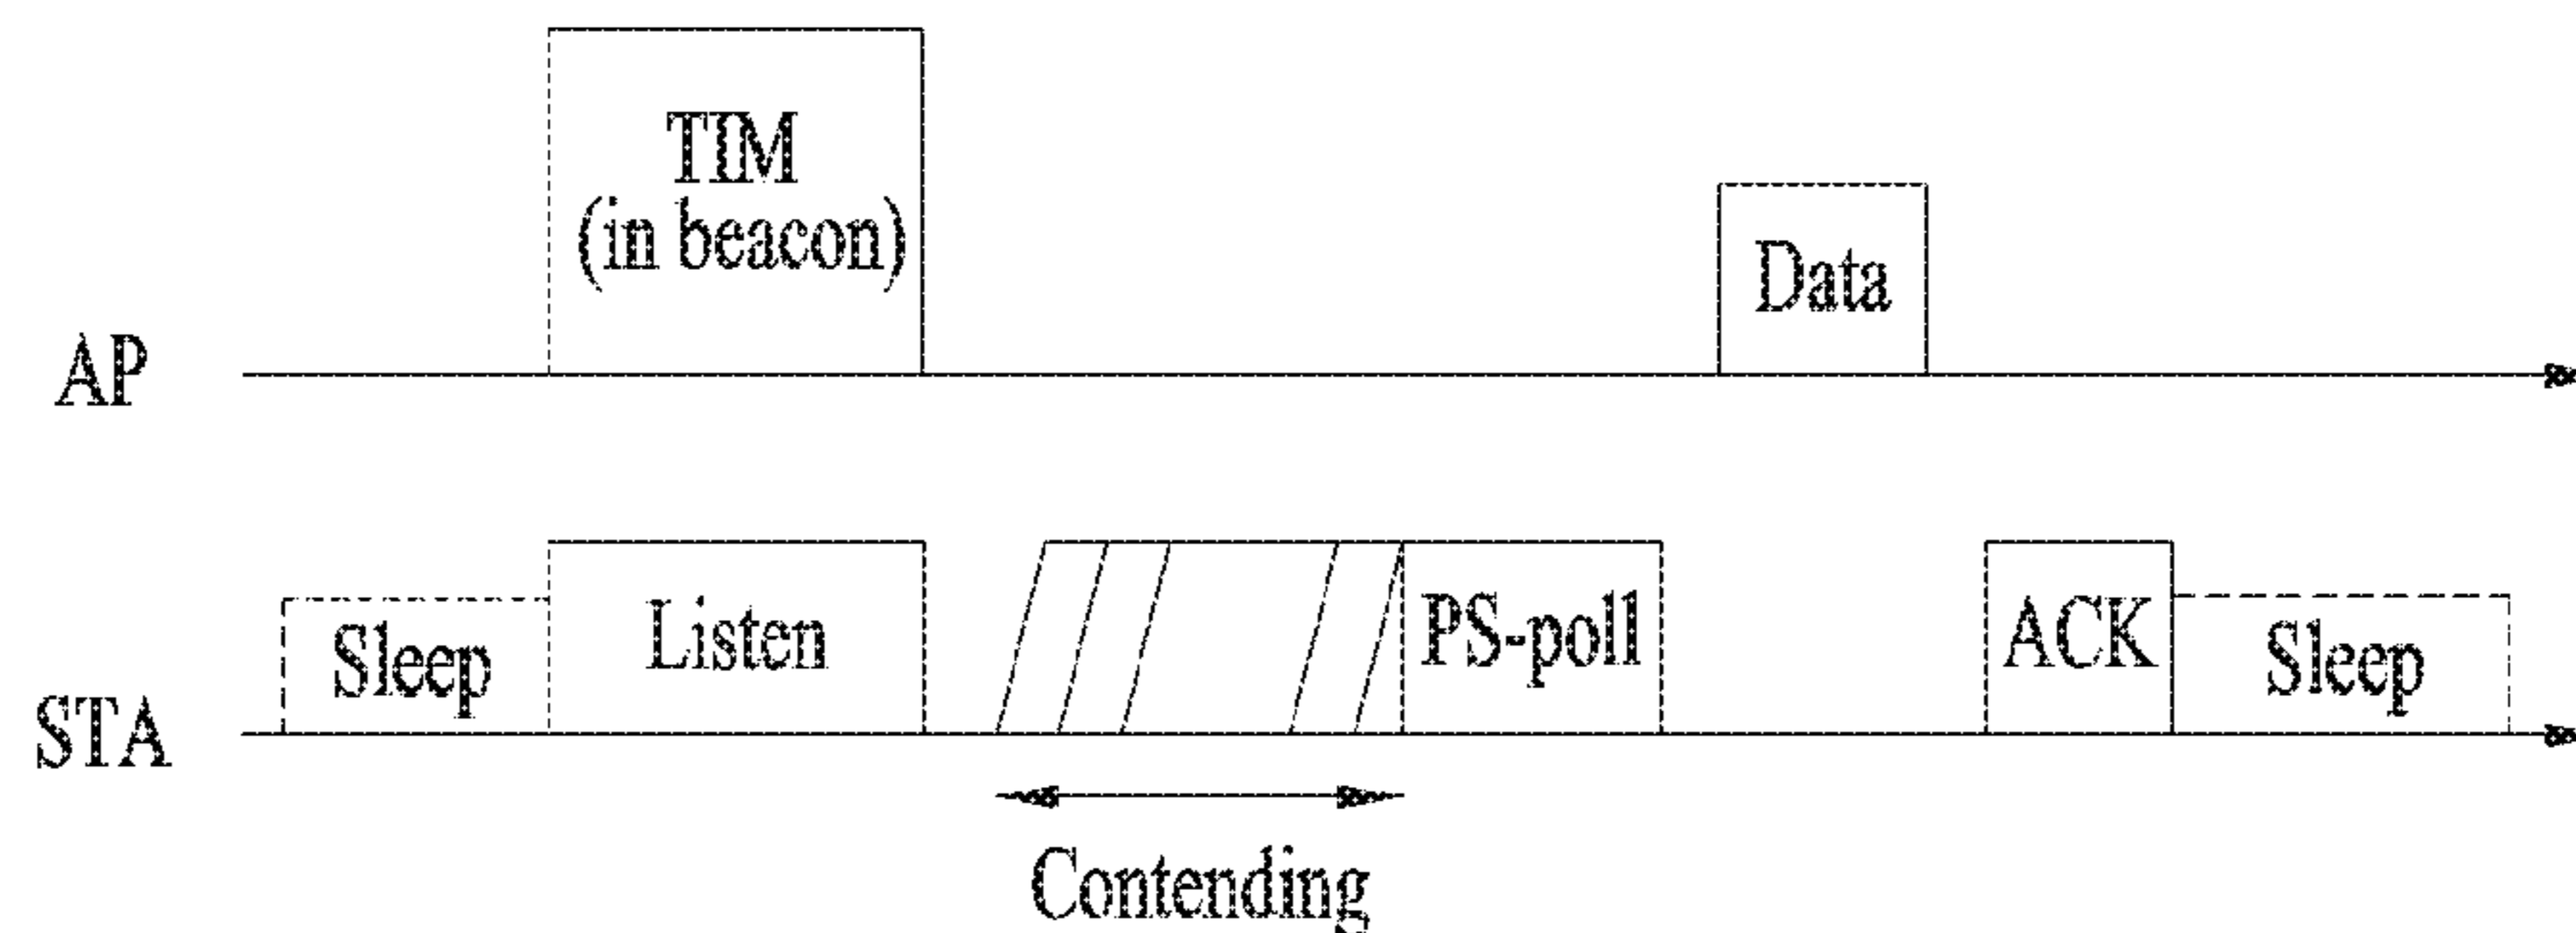 TIM
(in beacon)
Data
AP
Sleep
Listen
PS-poll
ACK
Sleep
STA
Contending